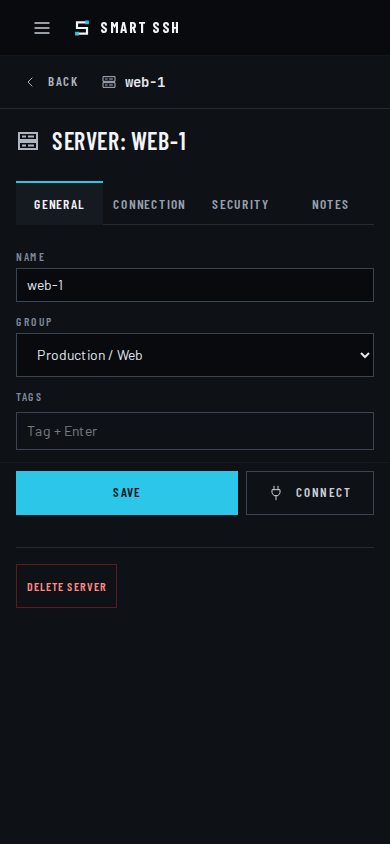 SMART SSH
BACK web-1
SERVER: WEB-1
GENERAL CONNECTION SECURITY NOTES
NAME
web-1
GROUP
Production / Web
TAGS
Tag + Enter
SAVE CONNECT
DELETE SERVER